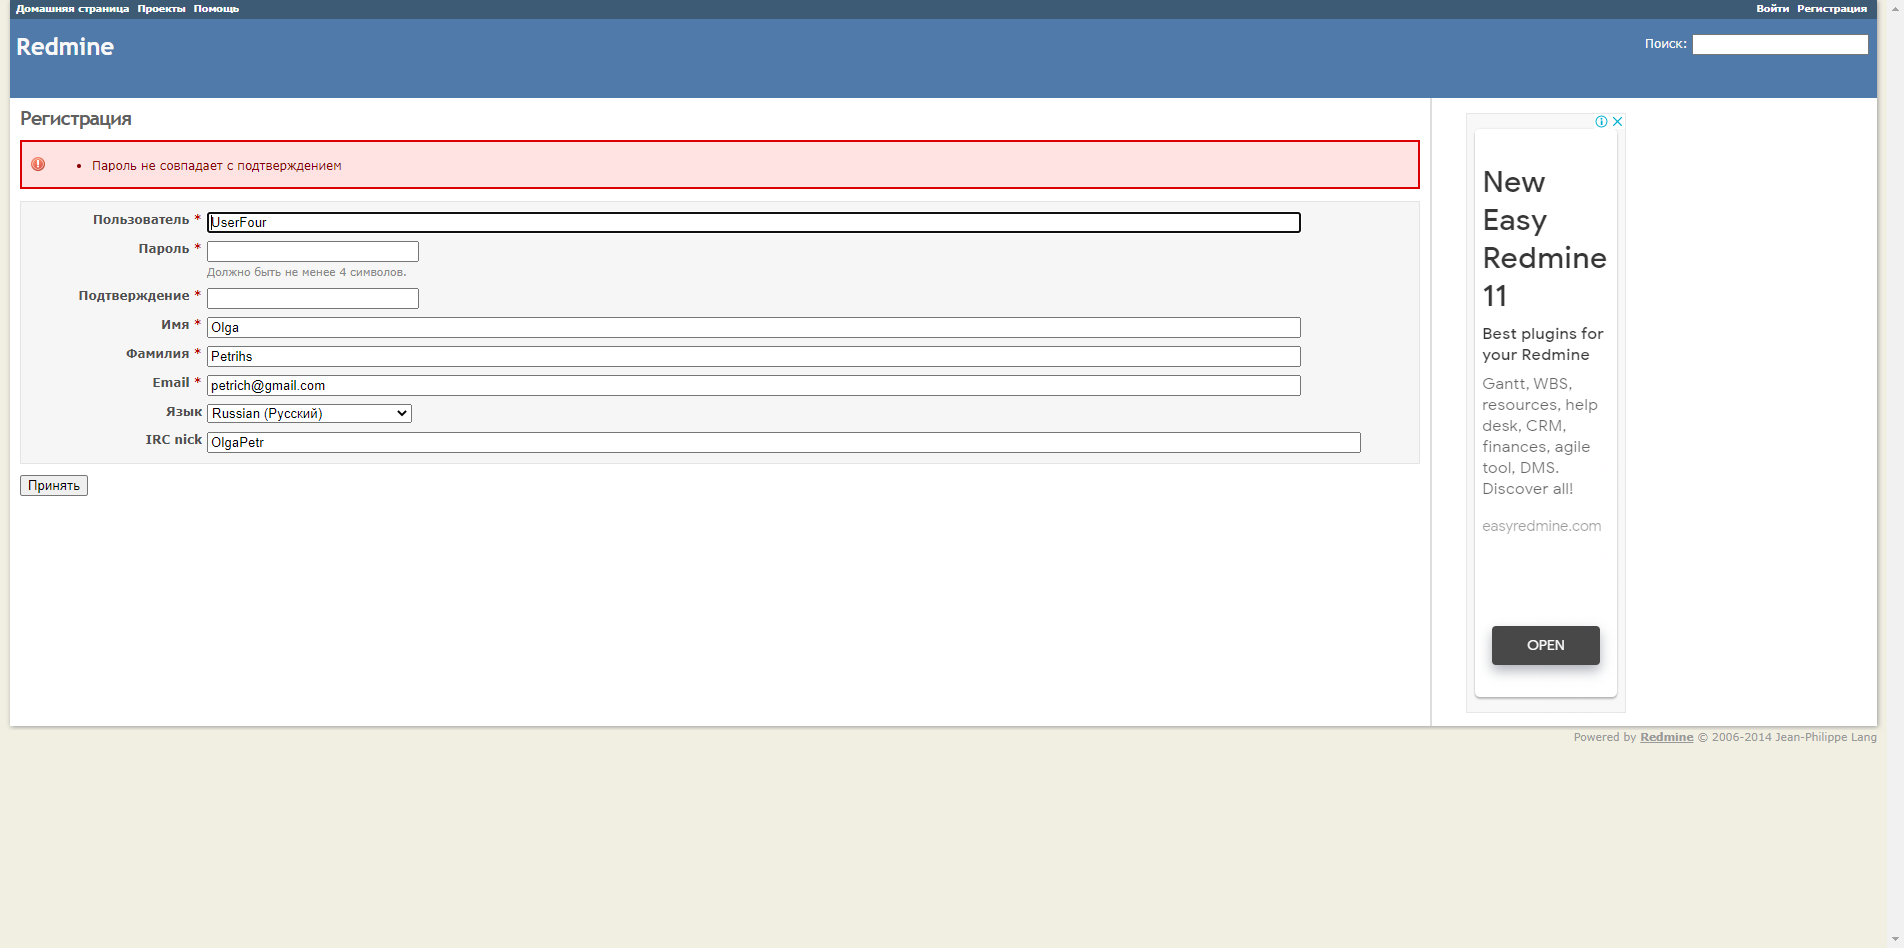 Домашняя страница Проекты Помощь
Войти Регистрация
Redmine
Поиск:
Регистрация
Пароль не совпадает с подтверждением
Пользователь * UserFour
Пароль *
Должно быть не менее 4 символов.
Подтверждение *
Имя * Olga
Фамилия * Petrihs
Email * petrich@gmail.com
Язык Russian (Русский)
IRC nick OlgaPetr
Принять
New
Easy
Redmine
11
Best plugins for
your Redmine
Gantt, WBS,
resources, help
desk, CRM,
finances, agile
tool, DMS.
Discover all!
easyredmine.com
OPEN
Powered by Redmine © 2006-2014 Jean-Philippe Lang